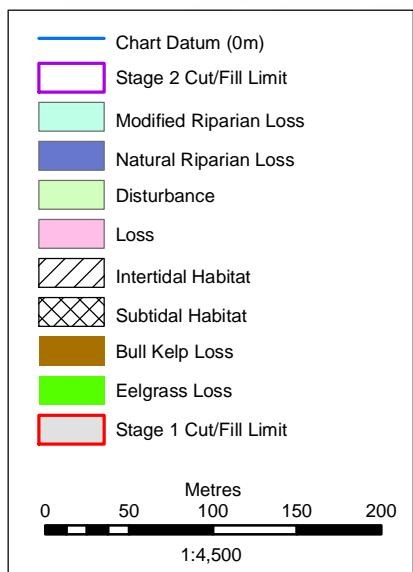 Chart Datum (0m)
Stage 2 Cut/Fill Limit
Modified Riparian Loss
Natural Riparian Loss
Disturbance
Loss
Intertidal Habitat
Subtidal Habitat
Bull Kelp Loss
Eelgrass Loss
Stage 1 Cut/Fill Limit
Metres
0 50 100 150 200
1:4,500